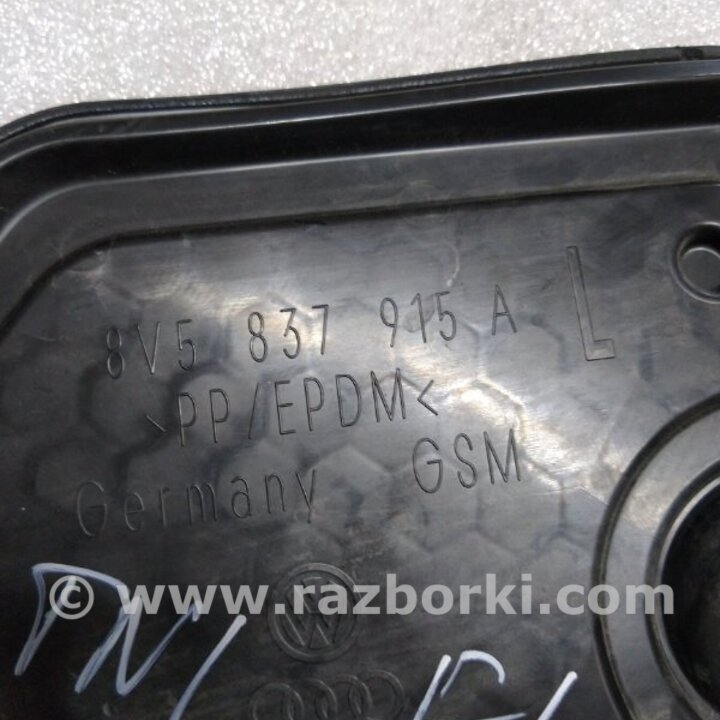 8V5 837 915 A L
>PP/EPDM<
Germany GSM
© www.razborki.com